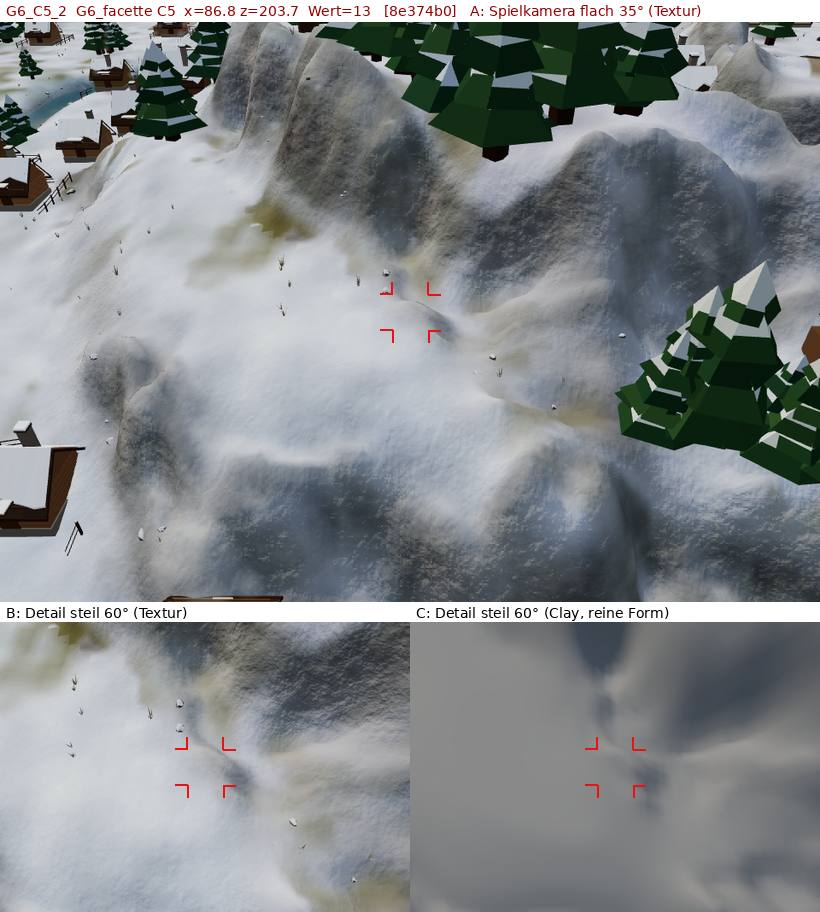 G6_C5_2 G6_facette C5 x=86.8 z=203.7 Wert=13 [8e374b0] A: Spielkamera flach 35° (Textur)
B: Detail steil 60° (Textur)
C: Detail steil 60° (Clay, reine Form)